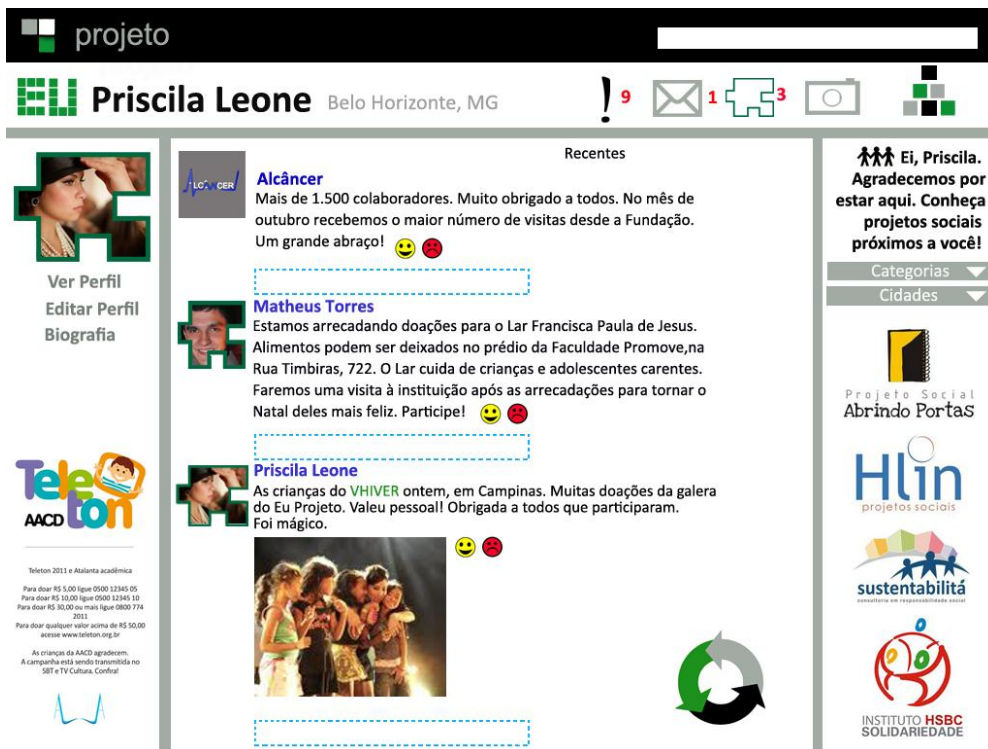 projeto
EU Priscila Leone Belo Horizonte, MG
! 9 1 3
Ver Perfil
Editar Perfil
Biografia
Teleton
AACD
Teleton 2011 e Atalanta acadêmica
Para doar R$ 5,00 ligue 0500 12345 05
Para doar R$ 10,00 ligue 0500 12345 10
Para doar R$ 30,00 ou mais ligue 0800 774
2011
Para doar qualquer valor acima de R$ 50,00
acesse www.teleton.org.br
As crianças da AACD agradecem.
A campanha está sendo transmitida no
SBT e TV Cultura. Confira!
Recentes
ALCÂNCER
Alcâncer
Mais de 1.500 colaboradores. Muito obrigado a todos. No mês de
outubro recebemos o maior número de visitas desde a Fundação.
Um grande abraço!
Matheus Torres
Estamos arrecadando doações para o Lar Francisca Paula de Jesus.
Alimentos podem ser deixados no prédio da Faculdade Promove,na
Rua Timbiras, 722. O Lar cuida de crianças e adolescentes carentes.
Faremos uma visita à instituição após as arrecadações para tornar o
Natal deles mais feliz. Participe!
Priscila Leone
As crianças do VHIVER ontem, em Campinas. Muitas doações da galera
do Eu Projeto. Valeu pessoal! Obrigada a todos que participaram.
Foi mágico.
Ei, Priscila.
Agradecemos por
estar aqui. Conheça
projetos sociais
próximos a você!
Categorias
Cidades
Projeto Social
Abrindo Portas
Hlin
projetos sociais
sustentabilitá
consultoria em responsabilidade social
INSTITUTO HSBC
SOLIDARIEDADE